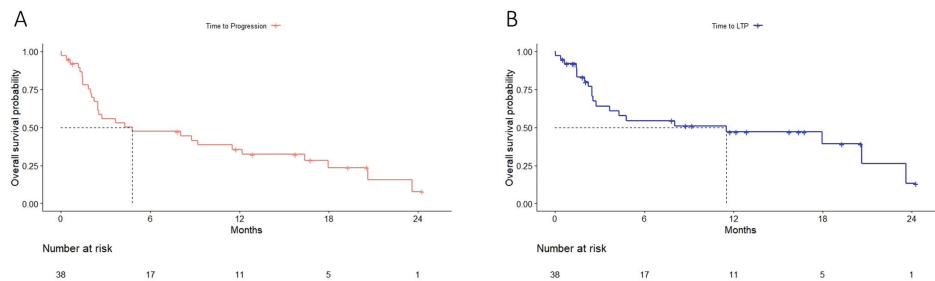 A
Time to Progression
Overall survival probability
1.00
0.75
0.50
0.25
0.00
0 6 12 18 24
Months
Number at risk
38 17 11 5 1
B
Time to LTP
Overall survival probability
1.00
0.75
0.50
0.25
0.00
0 6 12 18 24
Months
Number at risk
38 17 11 5 1